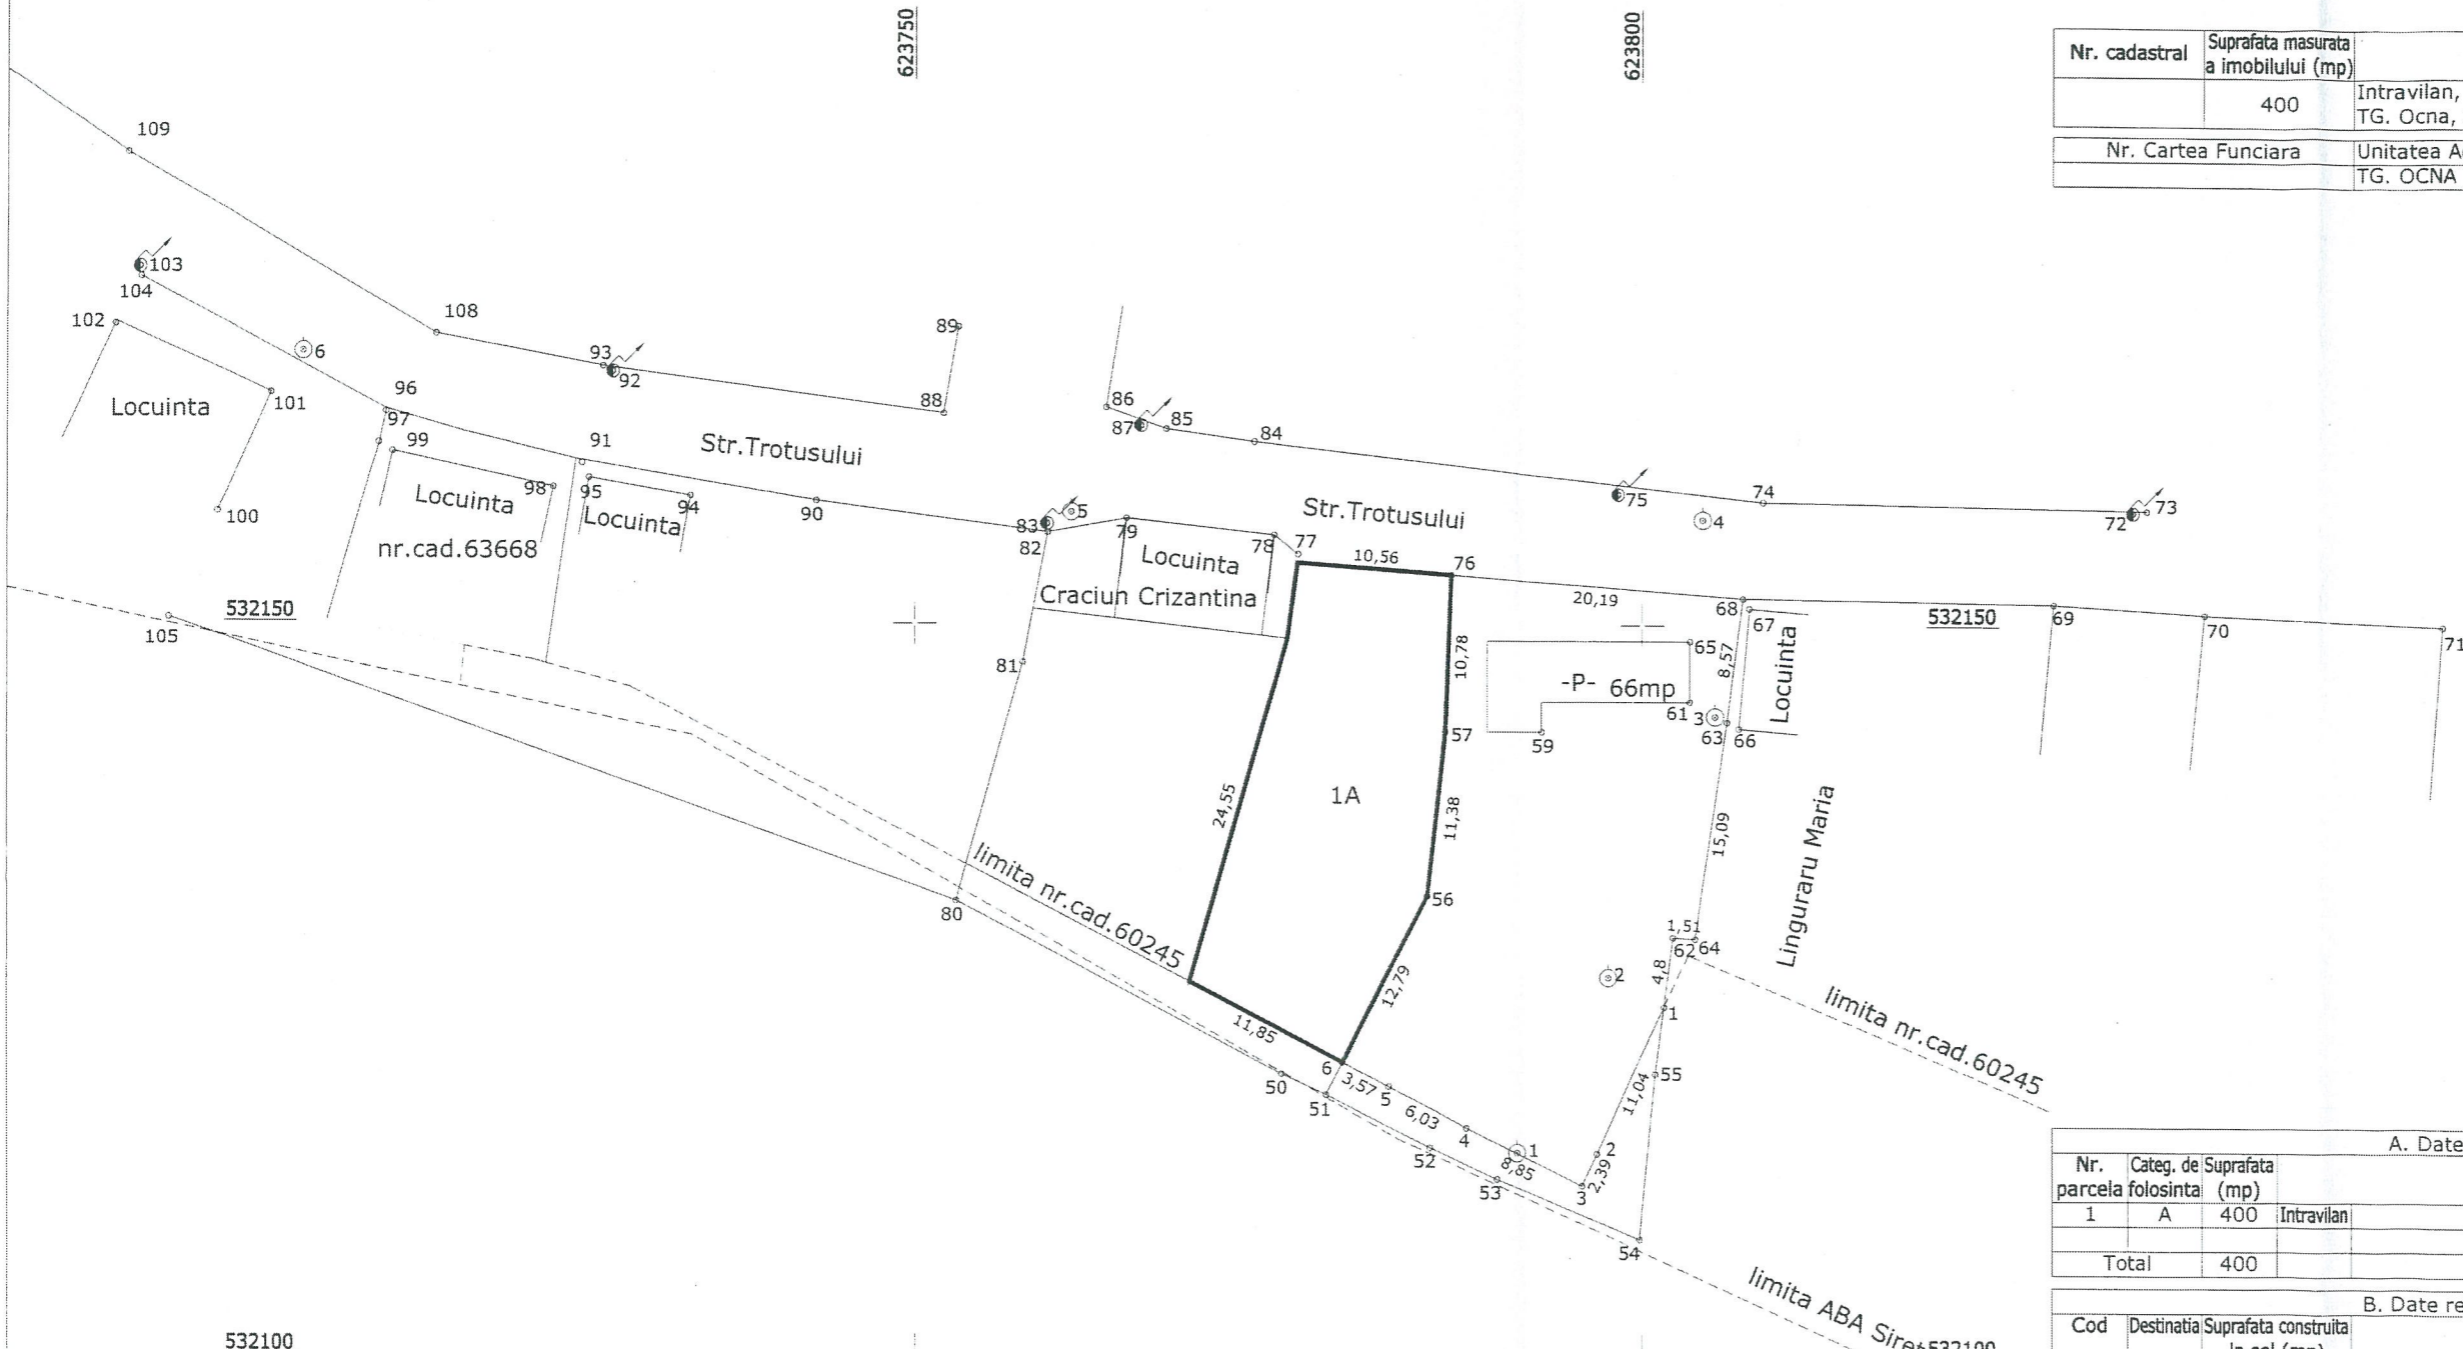 623750
623800
Nr. cadastral
Suprafata masurata
a imobilului (mp)
400
Intravilan,
TG. Ocna,
Nr. Cartea Funciara
Unitatea
TG. OCNA
109
103
104
102
6
108
93
92
89
88
86
87
85
84
Locuinta
101
100
96
97
99
98
91
95
94
90
Str.Trotusului
Locuinta
nr.cad.63668
Locuinta
83
5
82
79
78
77
Locuinta
Craciun Crizantina
Str.Trotusului
10,56
76
75
4
74
72
73
20,19
68
67
532150
69
70
71
532150
105
81
80
10,78
57
-P- 66mp
65
61
59
8,57
3
63
66
Locuinta
24,55
1A
11,38
56
15,09
Linguraru Maria
limita nr.cad.60245
1,51
62
64
4,8
2
1
limita nr.cad.60245
12,79
11,85
6
3,57
5
6,03
4
1
8,85
3
2,39
2
11,04
55
50
51
52
53
54
limita ABA Siret
532100
532100
A. Date
Nr.
parcela
Categ. de
folosinta
Suprafata
(mp)
1
A
400
Intravilan
Total
400
B. Date re
Cod
Destinatia
Suprafata construita